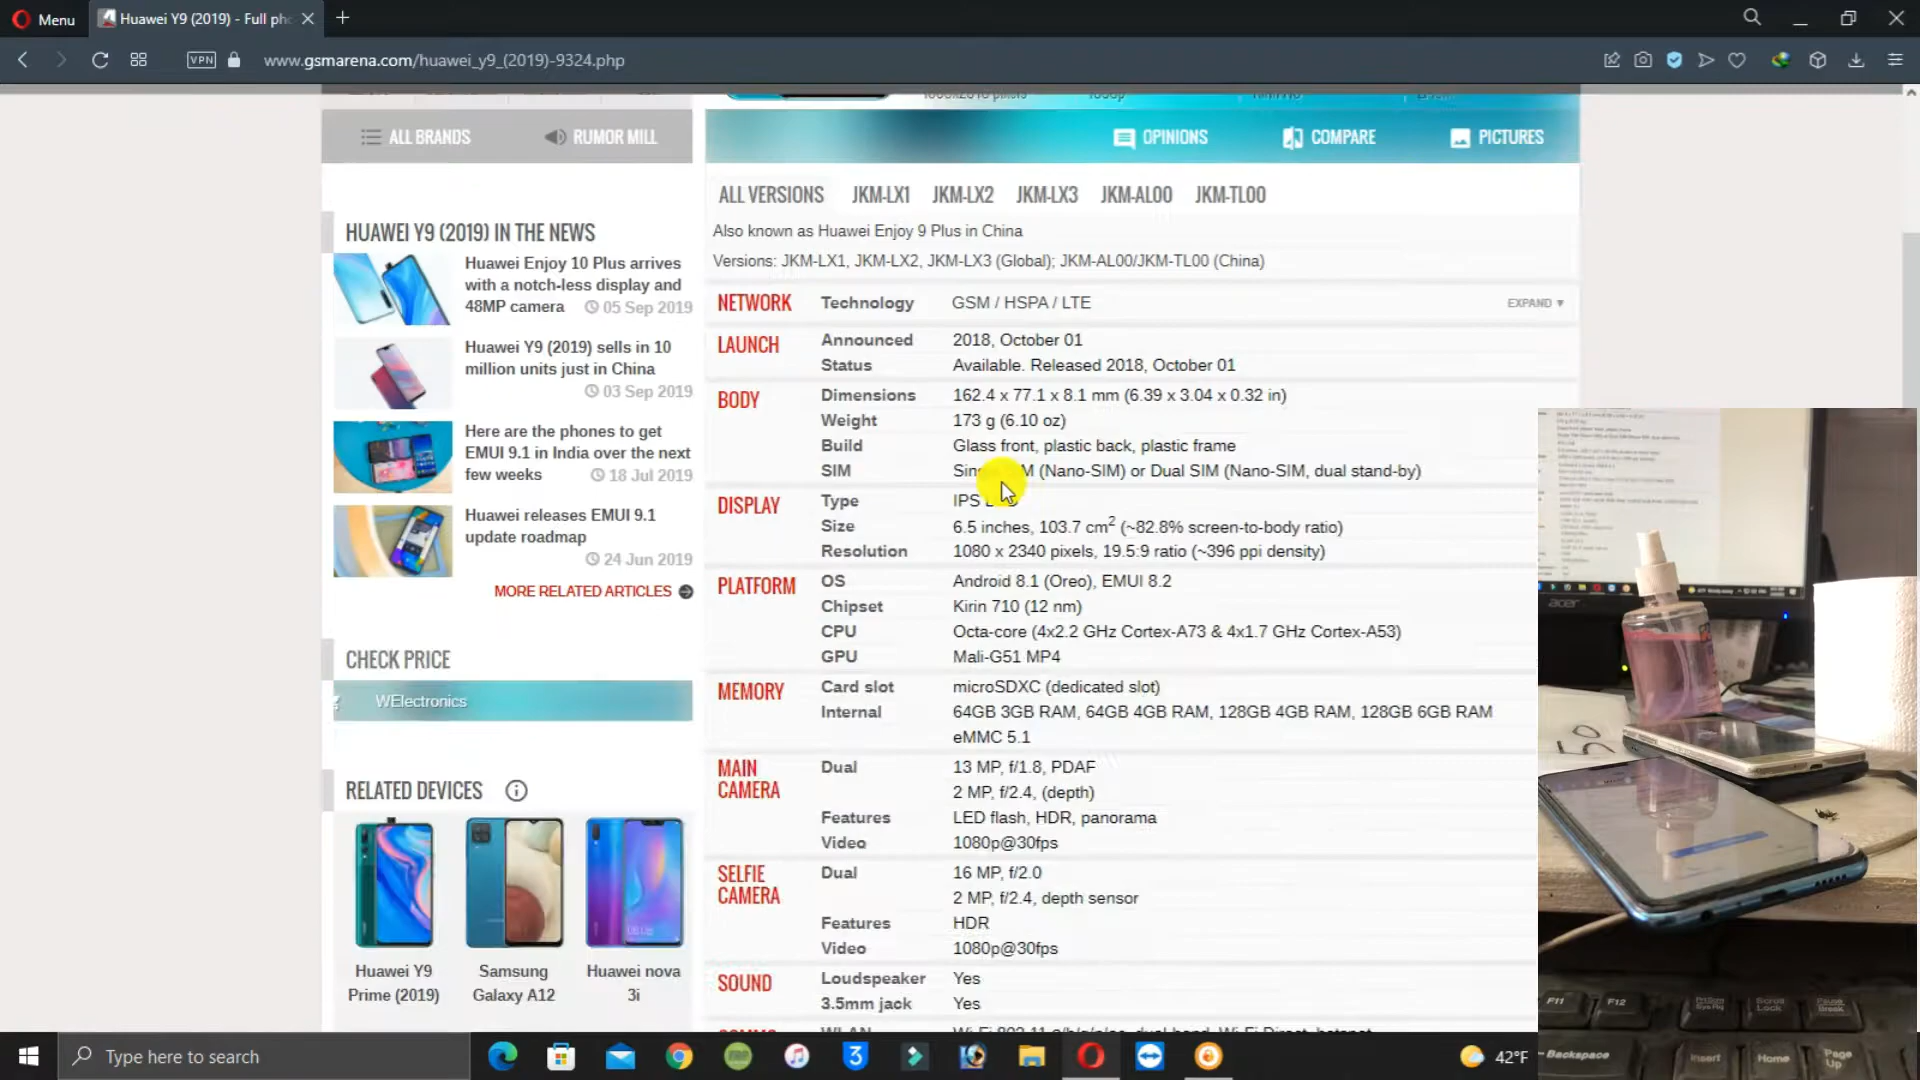 Menu
Huawei Y9 (2019) - Full pho
VPN
www.gsmarena.com/huawei_y9_(2019)-9324.php
ALL BRANDS
RUMOR MILL
OPINIONS
COMPARE
PICTURES
ALL VERSIONS JKM-LX1 JKM-LX2 JKM-LX3 JKM-AL00 JKM-TL00
Also known as Huawei Enjoy 9 Plus in China
Versions: JKM-LX1, JKM-LX2, JKM-LX3 (Global); JKM-AL00/JKM-TL00 (China)
HUAWEI Y9 (2019) IN THE NEWS
Huawei Enjoy 10 Plus arrives
with a notch-less display and
48MP camera 05 Sep 2019
Huawei Y9 (2019) sells in 10
million units just in China
03 Sep 2019
Here are the phones to get
EMUI 9.1 in India over the next
few weeks 18 Jul 2019
Huawei releases EMUI 9.1
update roadmap
24 Jun 2019
MORE RELATED ARTICLES
CHECK PRICE
WElectronics
RELATED DEVICES
Huawei Y9
Prime (2019)
Samsung
Galaxy A12
Huawei nova
3i
NETWORK Technology GSM / HSPA / LTE EXPAND ▼
LAUNCH Announced 2018, October 01
Status Available. Released 2018, October 01
BODY Dimensions 162.4 x 77.1 x 8.1 mm (6.39 x 3.04 x 0.32 in)
Weight 173 g (6.10 oz)
Build Glass front, plastic back, plastic frame
SIM (Nano-SIM) or Dual SIM (Nano-SIM, dual stand-by)
DISPLAY Type IPS
Size 6.5 inches, 103.7 cm2 (~82.8% screen-to-body ratio)
Resolution 1080 x 2340 pixels, 19.5:9 ratio (~396 ppi density)
PLATFORM OS Android 8.1 (Oreo), EMUI 8.2
Chipset Kirin 710 (12 nm)
CPU Octa-core (4x2.2 GHz Cortex-A73 & 4x1.7 GHz Cortex-A53)
GPU Mali-G51 MP4
MEMORY Card slot microSDXC (dedicated slot)
Internal 64GB 3GB RAM, 64GB 4GB RAM, 128GB 4GB RAM, 128GB 6GB RAM
eMMC 5.1
MAIN CAMERA Dual 13 MP, f/1.8, PDAF
2 MP, f/2.4, (depth)
Features LED flash, HDR, panorama
Video 1080p@30fps
SELFIE CAMERA Dual 16 MP, f/2.0
2 MP, f/2.4, depth sensor
Features HDR
Video 1080p@30fps
SOUND Loudspeaker Yes
3.5mm jack Yes
acer
F11 F12
Backspace
Insert Home Page Up
Type here to search
42°F